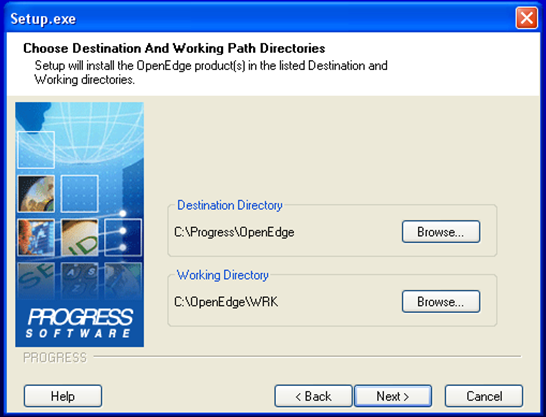 Setup.exe
Choose Destination And Working Path Directories
Setup will install the OpenEdge product(s) in the listed Destination and
Working directories.
Destination Directory
C:\Progress\OpenEdge
Browse...
Working Directory
C:\OpenEdge\WRK
Browse...
PROGRESS
SOFTWARE
PROGRESS
Help
< Back
Next >
Cancel